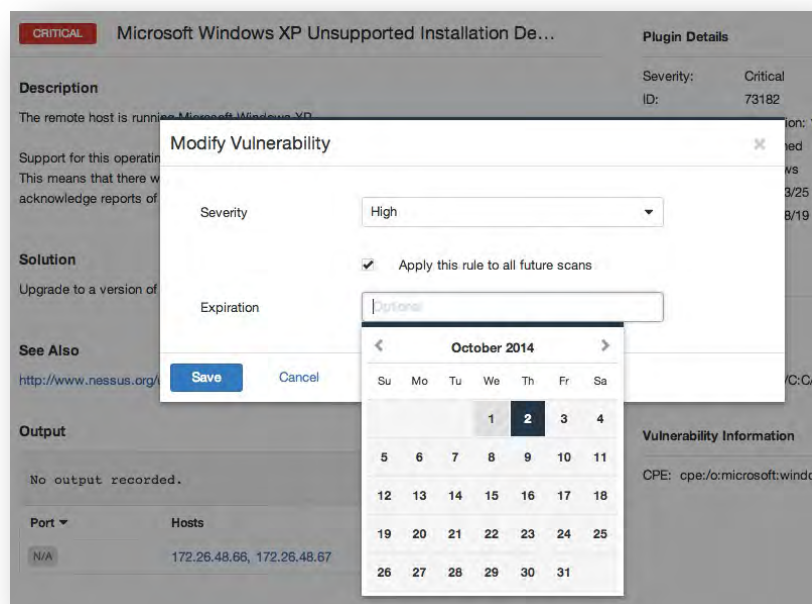 CRITICAL Microsoft Windows XP Unsupported Installation De...
Plugin Details
Severity: Critical
ID: 73182
Description
The remote host is running Microsoft Windows XP
Support for this operatin
This means that there w
acknowledge reports of
ws
3/25
8/19
Modify Vulnerability
Severity High
Apply this rule to all future scans
Expiration Optional
October 2014
Su Mo Tu We Th Fr Sa
1 2 3 4
5 6 7 8 9 10 11
12 13 14 15 16 17 18
19 20 21 22 23 24 25
26 27 28 29 30 31
Save Cancel
Solution
Upgrade to a version of
See Also
http://www.nessus.org/
Output
No output recorded.
Port Hosts
N/A 172.26.48.66, 172.26.48.67
/C:C/
Vulnerability Information
CPE: cpe:/o:microsoft:windo